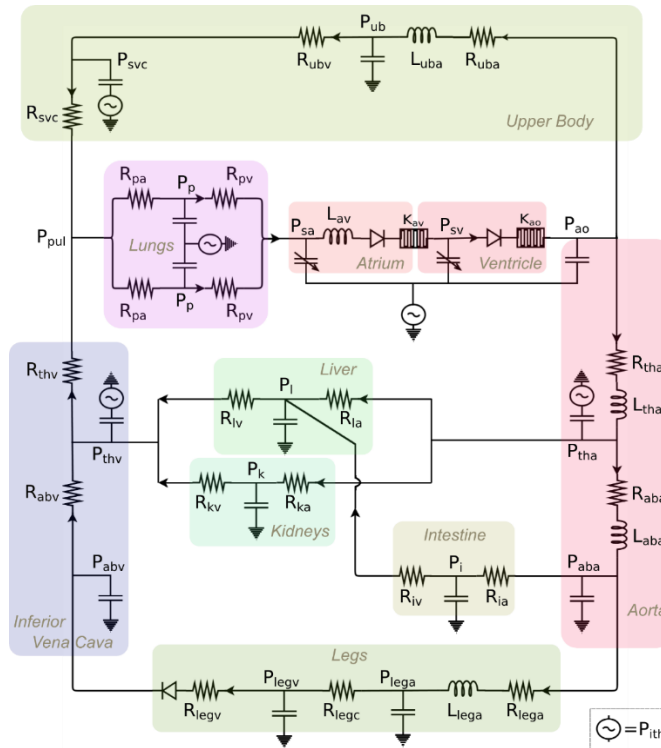 P_ub
R_ubv L_uba R_uba
P_svc
R_svc
Upper Body
R_pa P_p R_pv
Lungs
P_pul
R_pa P_p R_pv
P_sa L_av K_av P_sv K_ao P_ao
Atrium Ventricle
R_thv
P_thv
R_abv
P_abv
Inferior
Vena Cava
Liver
P_l
R_lv R_la
P_k
R_kv R_ka
Kidneys
Intestine
P_i
R_iv R_ia
R_tha
L_tha
P_tha
R_aba
L_aba
P_aba
Aorta
Legs
P_legv P_lega
R_legv R_legc L_lega R_lega
=P_ith